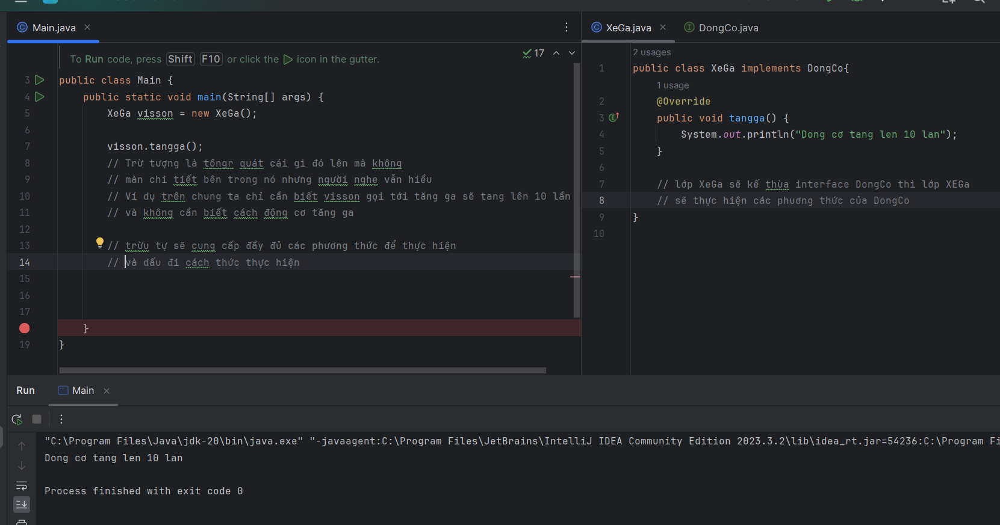 Main.java
XeGa.java
DongCo.java
To Run code, press Shift F10 or click the icon in the gutter.
17
3 public class Main {
4 public static void main(String[] args) {
5 XeGa visson = new XeGa();
6
7 visson.tangga();
8 // Trừ tượng là tôngr quát cái gì đó lên mà không
9 // màn chi tiết bên trong nó nhưng người nghe vẫn hiểu
10 // Ví dụ trên chung ta chỉ cần biết visson gọi tới tăng ga sẽ tang lên 10 lần
11 // và không cần biết cách động cơ tăng ga
12
13 // trừu tự sẽ cung cấp đầy đủ các phương thức để thực hiện
14 // và dấu đi cách thức thực hiện
15
16
17
}
19 }
2 usages
1 public class XeGa implements DongCo{
1 usage
2 @Override
3 public void tangga() {
4 System.out.println("Dong cơ tang len 10 lan");
5 }
6
7 // lớp XeGa sẽ kế thùa interface DongCo thì lớp XEGa
8 // sẽ thực hiện các phương thức của DongCo
9 }
10
Run
Main
"C:\Program Files\Java\jdk-20\bin\java.exe" "-javaagent:C:\Program Files\JetBrains\IntelliJ IDEA Community Edition 2023.3.2\lib\idea_rt.jar=54236:C:\Program Fi
Dong cơ tang len 10 lan
Process finished with exit code 0